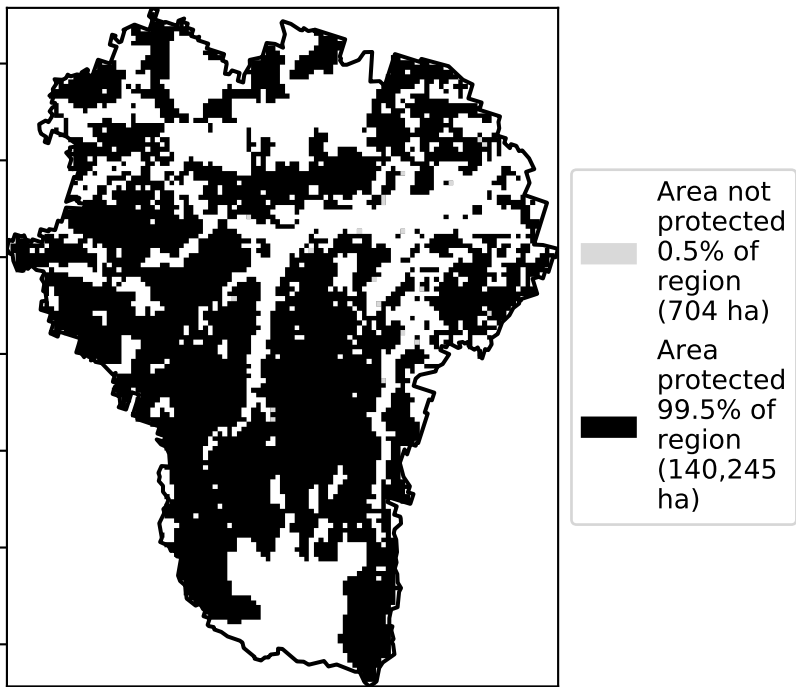 Area not
protected
0.5% of
region
(704 ha)
Area
protected
99.5% of
region
(140,245
ha)